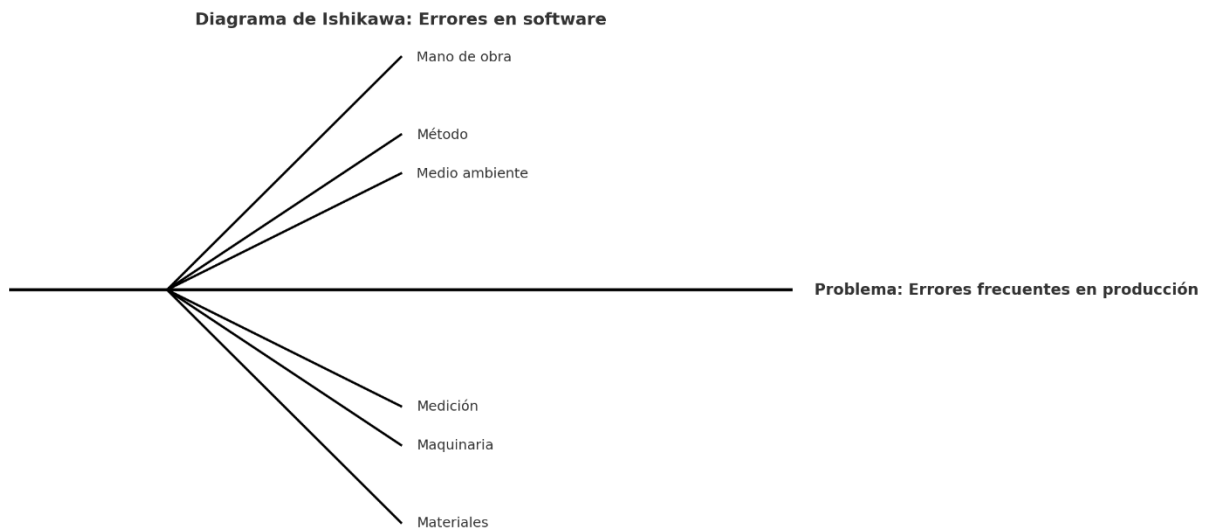 Diagrama de Ishikawa: Errores en software
Mano de obra
Método
Medio ambiente
Problema: Errores frecuentes en producción
Medición
Maquinaria
Materiales